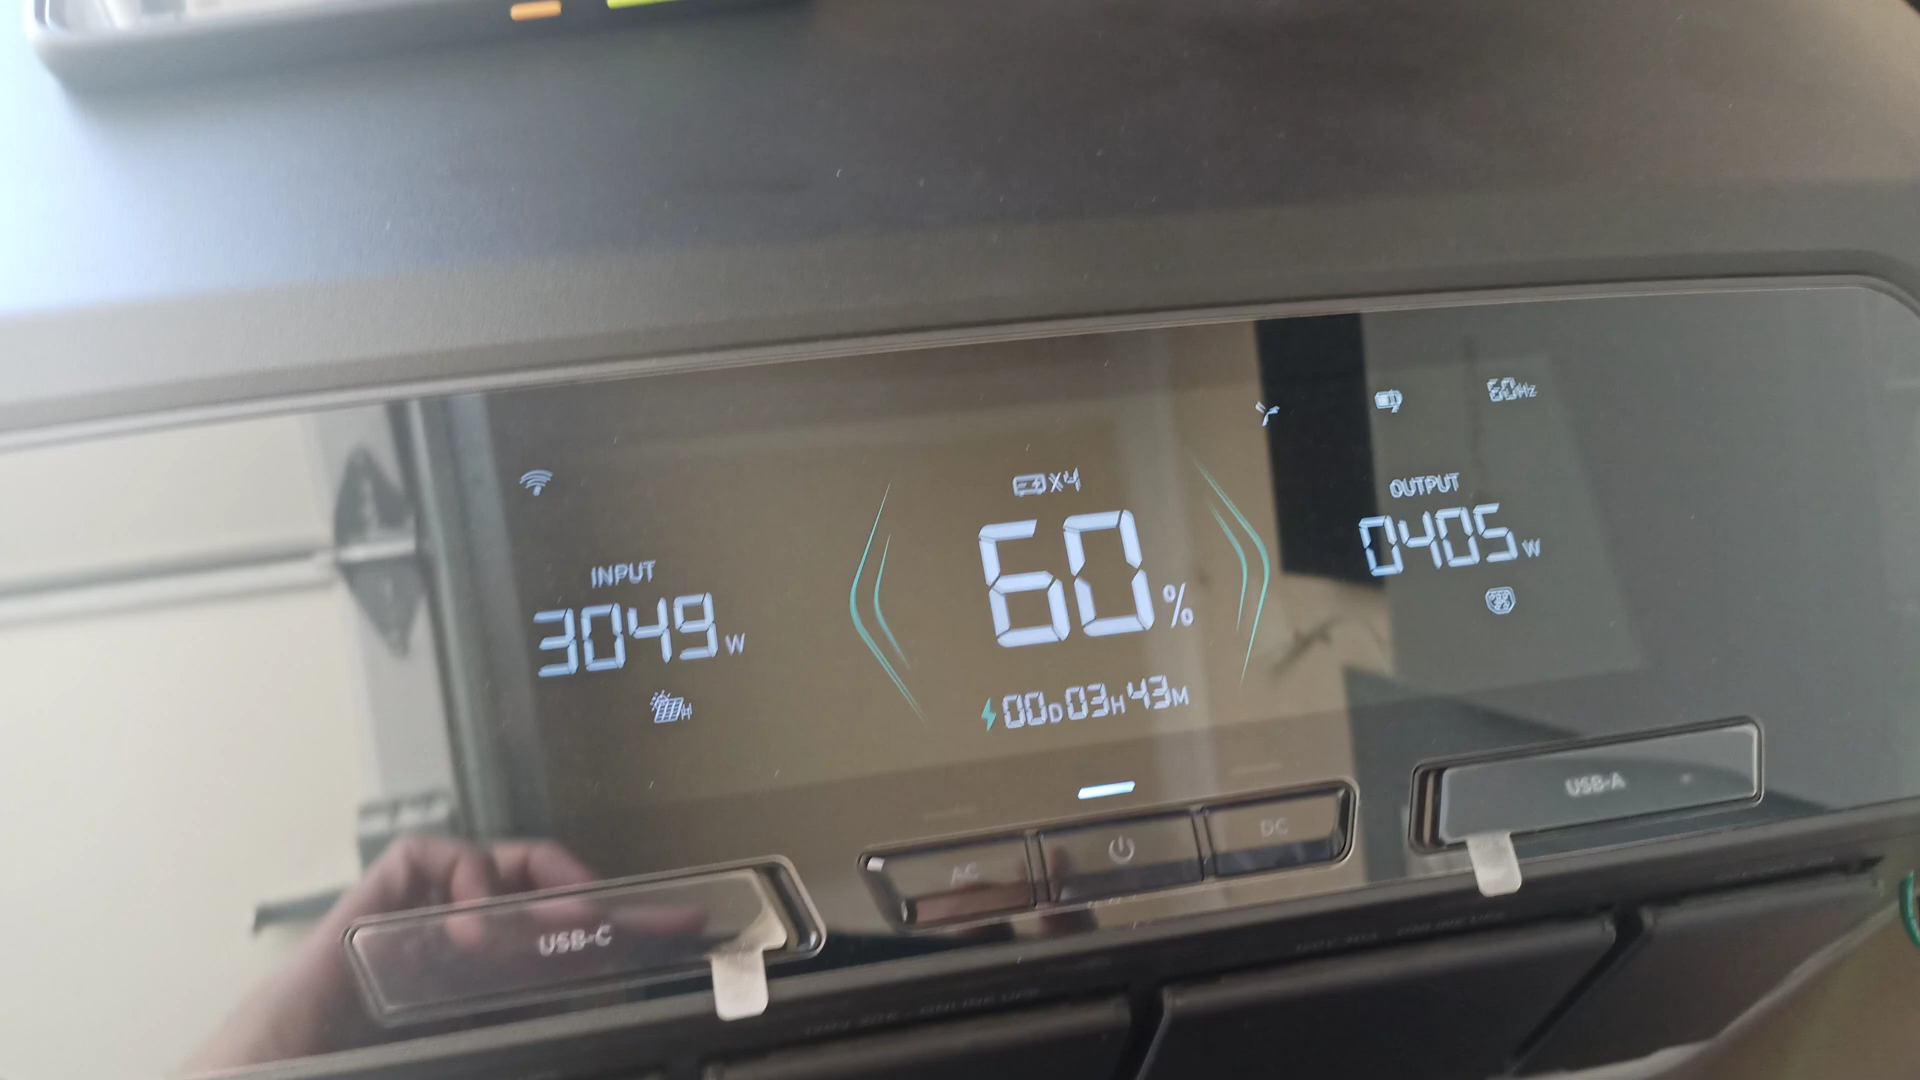 60Hz
X4
OUTPUT
0405W
60%
INPUT
3049W
00D03H43M
USB-A
DC
AC
USB-C